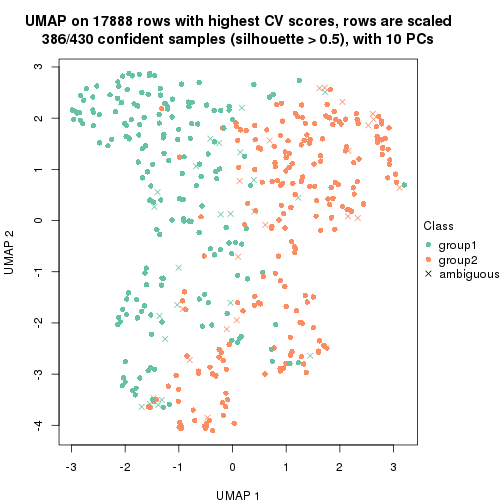 UMAP on 17888 rows with highest CV scores, rows are scaled
386/430 confident samples (silhouette > 0.5), with 10 PCs
3
2
1
0
-1
-2
-3
-4
UMAP 2
-3
-2
-1
0
1
2
3
UMAP 1
Class
group1
group2
ambiguous